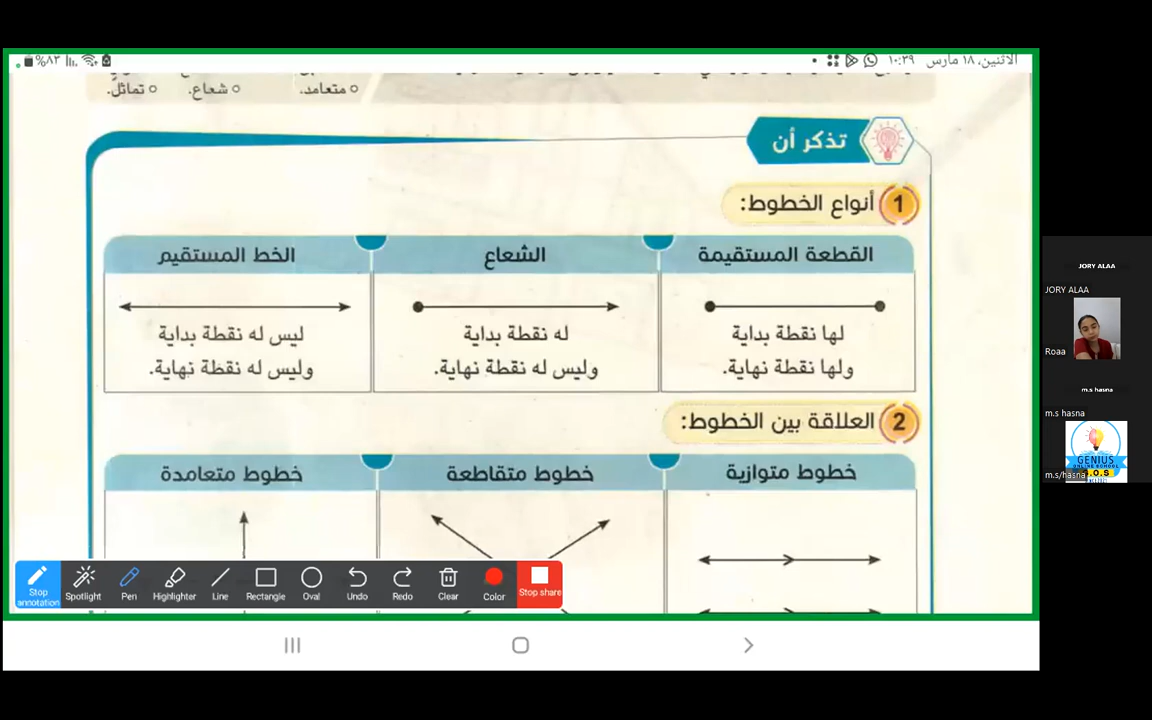 الاثنين، ١٨ مارس ١٠:٣٩
%٨٣
متعامد.
شعاع.
تماثل.
تذكر أن
1 أنواع الخطوط:
القطعة المستقيمة
الشعاع
الخط المستقيم
لها نقطة بداية
ولها نقطة نهاية.
له نقطة بداية
وليس له نقطة نهاية.
ليس له نقطة بداية
وليس له نقطة نهاية.
2 العلاقة بين الخطوط:
خطوط متوازية
خطوط متقاطعة
خطوط متعامدة
Stop annotation
Spotlight
Pen
Highlighter
Line
Rectangle
Oval
Undo
Redo
Clear
Color
Stop share
JORY ALAA
JORY ALAA
Roaa
m.s hasna
m.s hasna
GENIUS
m.s/hasna